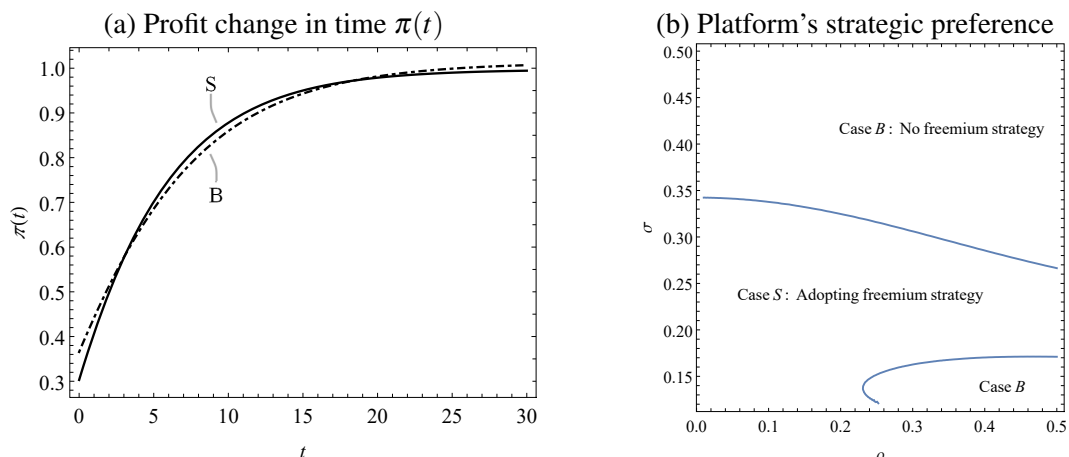 (a) Profit change in time π(t)
1.0
0.9
0.8
0.7
0.6
0.5
0.4
0.3
π(t)
S
B
0
5
10
15
20
25
30
t
(b) Platform's strategic preference
0.50
0.45
0.40
0.35
0.30
0.25
0.20
0.15
σ
Case B: No freemium strategy
Case S: Adopting freemium strategy
Case B
0.0
0.1
0.2
0.3
0.4
0.5